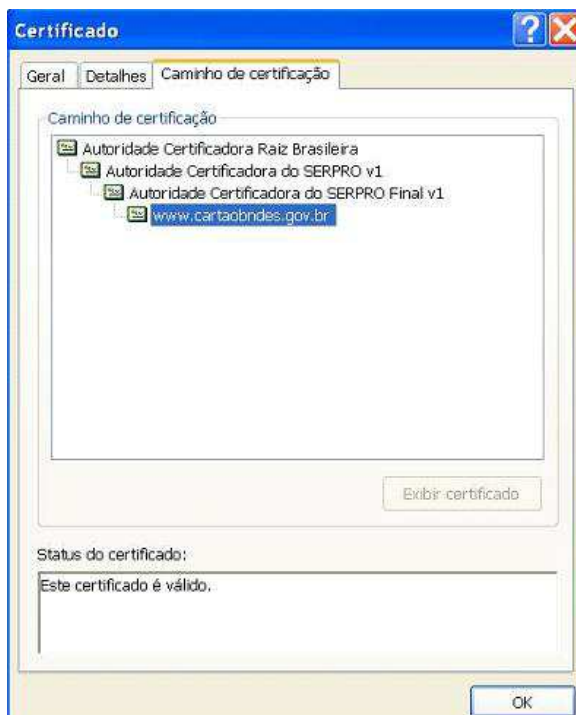 Certificado
Geral Detalhes Caminho de certificação
Caminho de certificação
Autoridade Certificadora Raiz Brasileira
Autoridade Certificadora do SERPRO v1
Autoridade Certificadora do SERPRO Final v1
www.cartaobndes.gov.br
Exibir certificado
Status do certificado:
Este certificado é válido.
OK